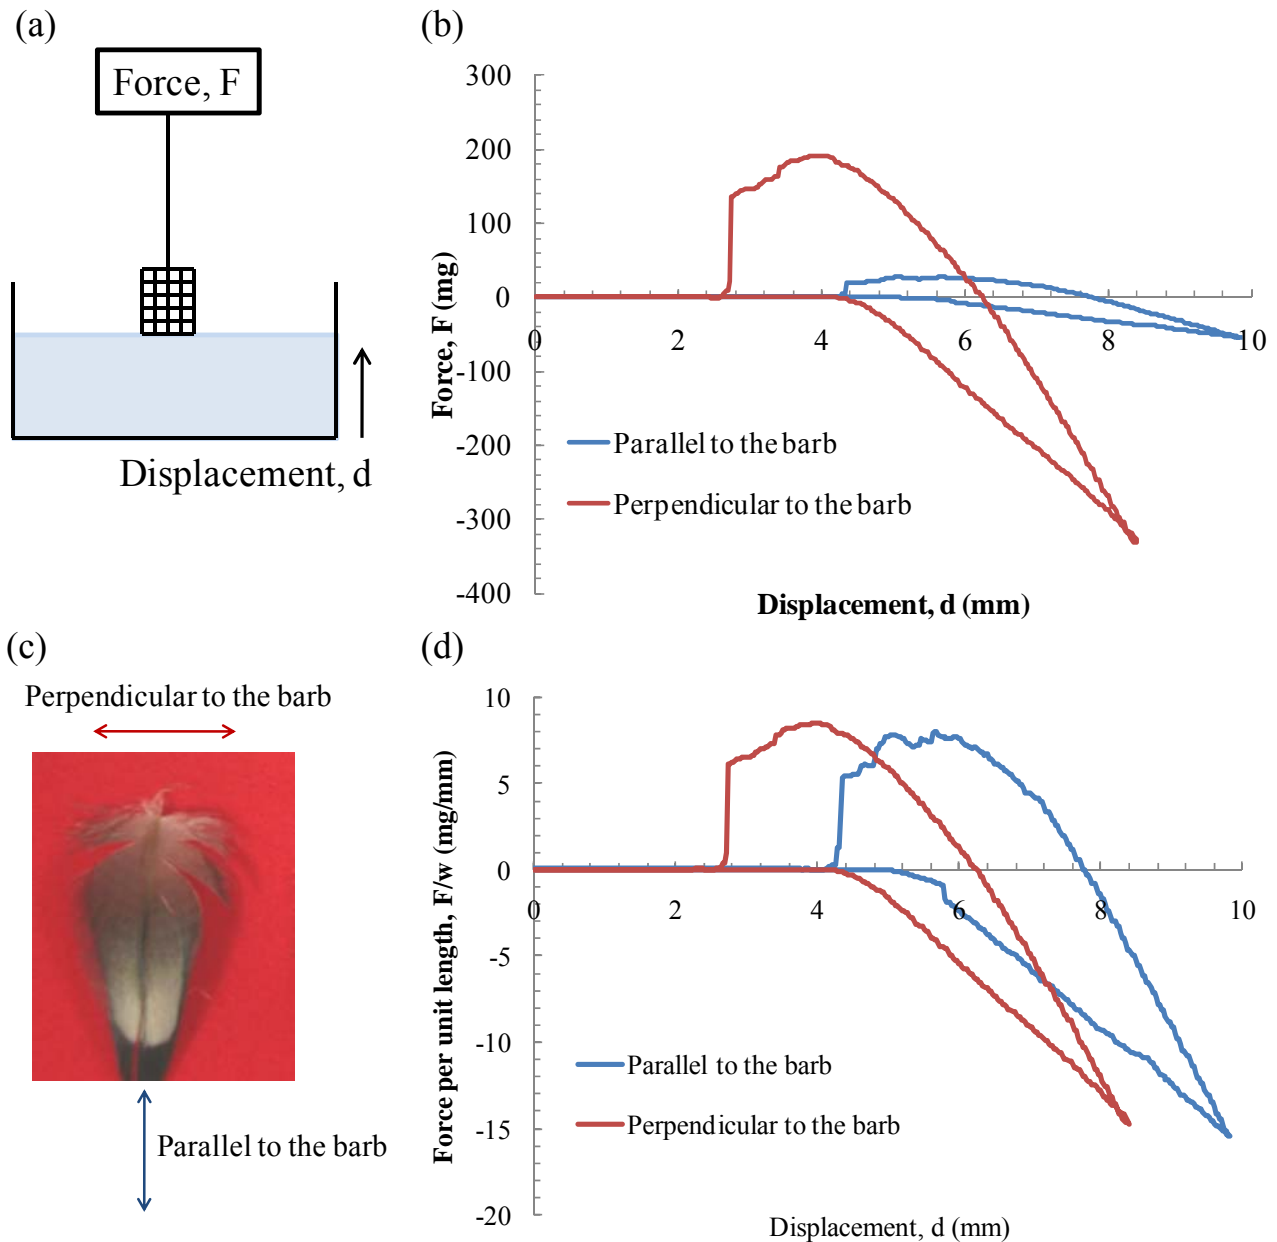 (a)
Force, F
Displacement, d
(b)
300
200
100
0
-100
-200
-300
-400
0
2
4
6
8
10
Force, F (mg)
Parallel to the barb
Perpendicular to the barb
Displacement, d (mm)
(c)
Perpendicular to the barb
Parallel to the barb
(d)
10
5
0
-5
-10
-15
-20
0
2
4
6
8
10
Force per unit length, F/w (mg/mm)
Parallel to the barb
Perpendicular to the barb
Displacement, d (mm)